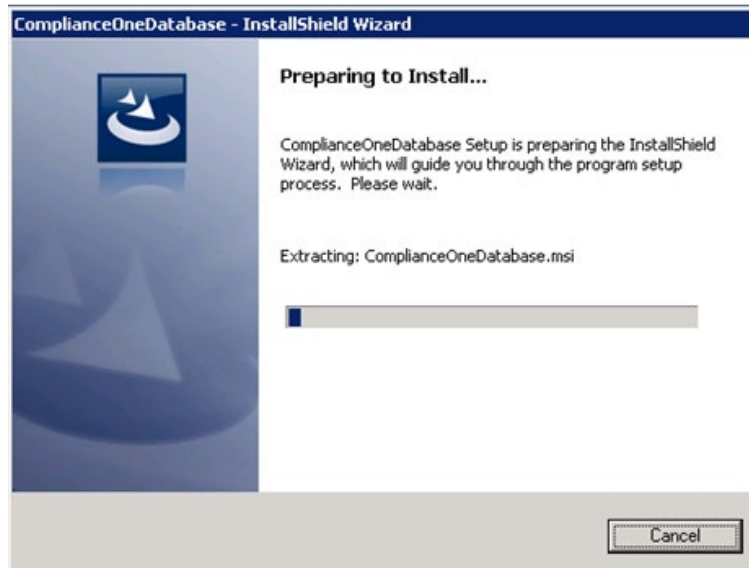 ComplianceOneDatabase - InstallShield Wizard
Preparing to Install...
ComplianceOneDatabase Setup is preparing the InstallShield
Wizard, which will guide you through the program setup
process. Please wait.
Extracting: ComplianceOneDatabase.msi
Cancel